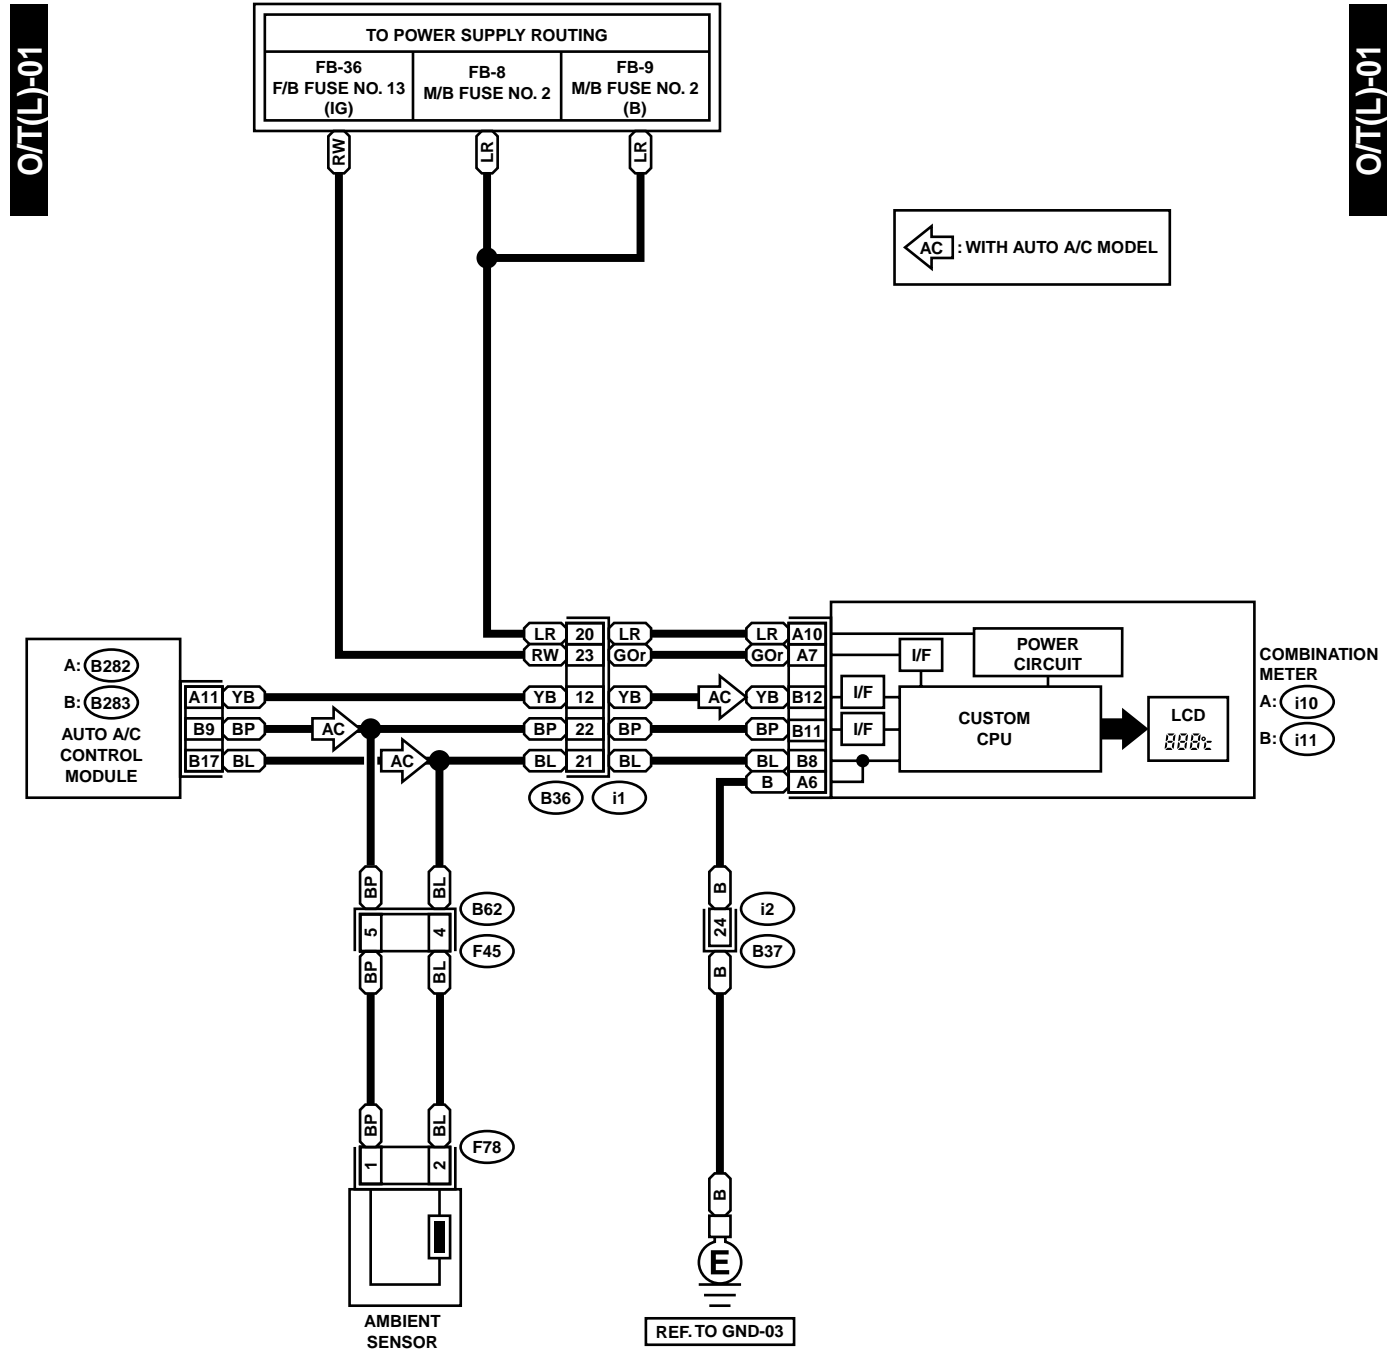 O/T(L)-01
O/T(L)-01
TO POWER SUPPLY ROUTING
FB-36
F/B FUSE NO. 13
(IG)
FB-8
M/B FUSE NO. 2
FB-9
M/B FUSE NO. 2
(B)
RW
LR
LR
AC : WITH AUTO A/C MODEL
LR 20 LR
LR A10
RW 23 GOr
GOr A7
A11 YB
YB 12 YB
AC
YB B12
B9 BP
AC
BP 22 BP
BP B11
B17 BL
AC
BL 21 BL
BL B8
B A6
A: B282
B: B283
AUTO A/C
CONTROL
MODULE
B36
i1
POWER
CIRCUIT
I/F
I/F
I/F
CUSTOM
CPU
LCD
888℃
COMBINATION
METER
A: i10
B: i11
BP
BL
B62
5
4
F45
BP
BL
B
i2
24
B37
B
BP
BL
F78
1
2
AMBIENT
SENSOR
B
E
REF. TO GND-03